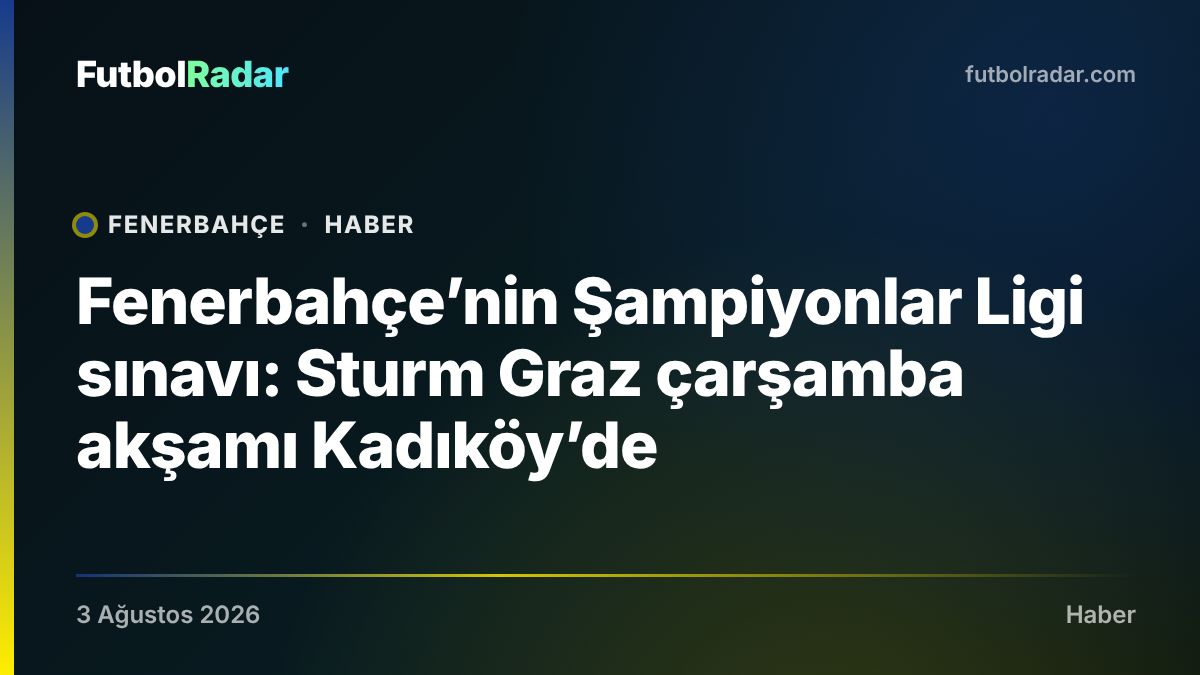 FutbolRadar
futbolradar.com
FENERBAHÇE · HABER
Fenerbahçe’nin Şampiyonlar Ligi
sınavı: Sturm Graz çarşamba
akşamı Kadıköy’de
3 Ağustos 2026
Haber